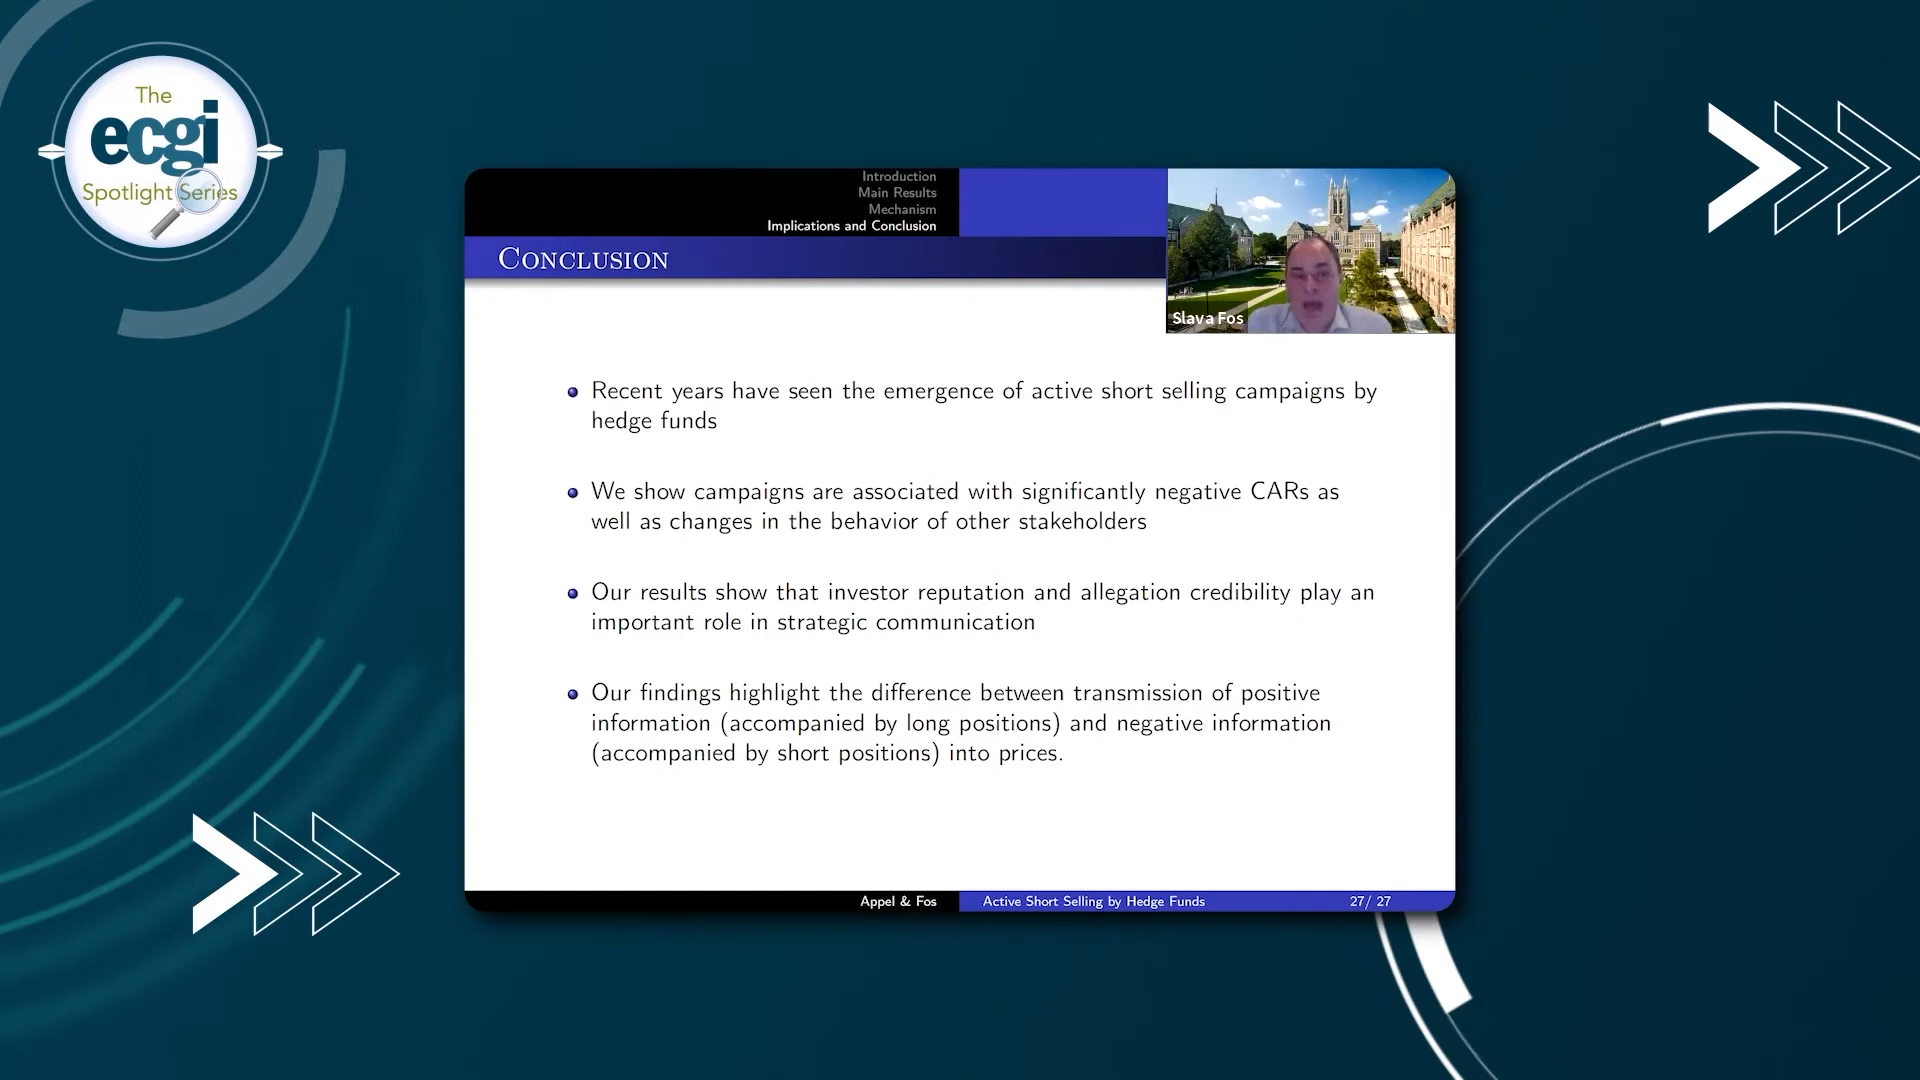 The
ecgi
Spotlight Series
Introduction
Main Results
Mechanism
Implications and Conclusion
Conclusion
Slava Fos
Recent years have seen the emergence of active short selling campaigns by
hedge funds
We show campaigns are associated with significantly negative CARs as
well as changes in the behavior of other stakeholders
Our results show that investor reputation and allegation credibility play an
important role in strategic communication
Our findings highlight the difference between transmission of positive
information (accompanied by long positions) and negative information
(accompanied by short positions) into prices.
Appel & Fos
Active Short Selling by Hedge Funds
27/ 27